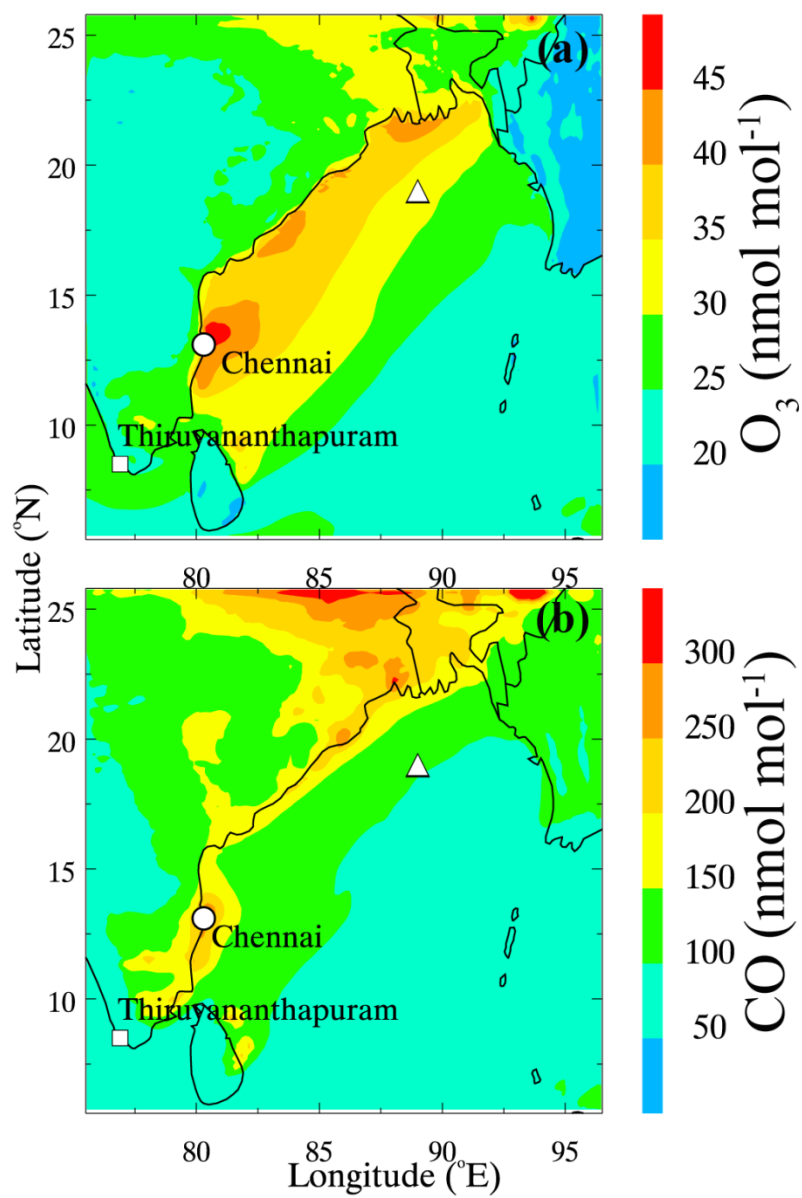 (a)
25
20
15
10
Chennai
Thiruvananthapuram
80 85 90 95
45
40
35
30
25
20
O₃ (nmol mol⁻¹)
Latitude (°N)
(b)
25
20
15
10
Chennai
Thiruvananthapuram
80 85 90 95
Longitude (°E)
300
250
200
150
100
50
CO (nmol mol⁻¹)